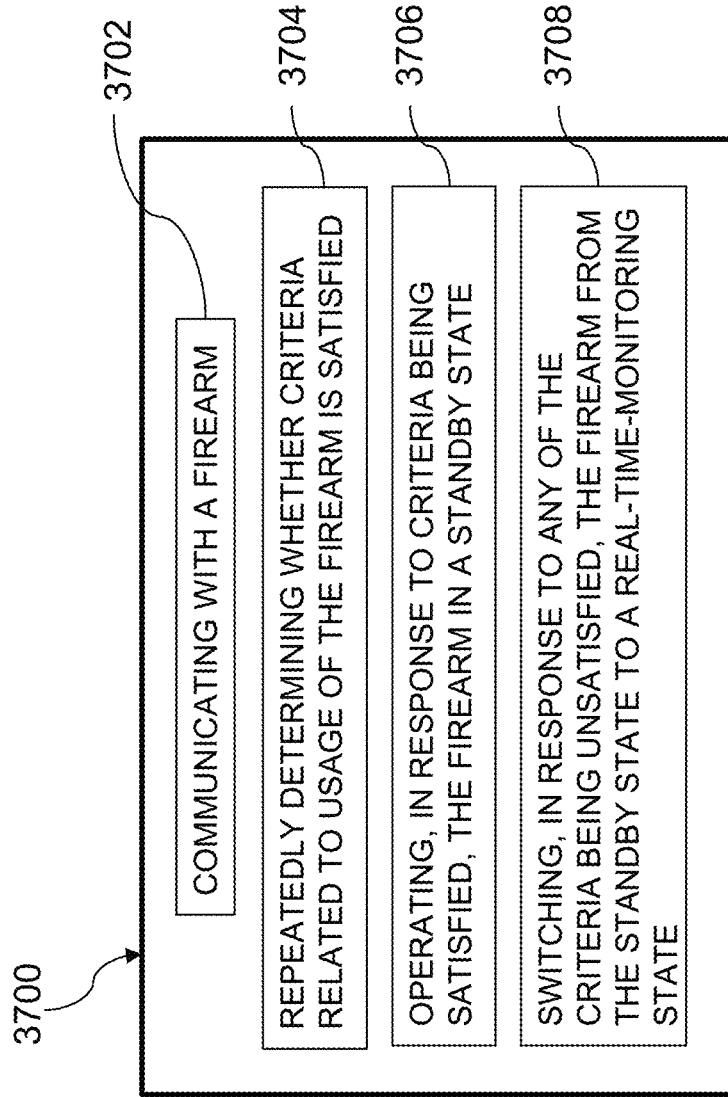 3700
3702
COMMUNICATING WITH A FIREARM
3704
REPEATEDLY DETERMINING WHETHER CRITERIA
RELATED TO USAGE OF THE FIREARM IS SATISFIED
3706
OPERATING, IN RESPONSE TO CRITERIA BEING
SATISFIED, THE FIREARM IN A STANDBY STATE
3708
SWITCHING, IN RESPONSE TO ANY OF THE
CRITERIA BEING UNSATISFIED, THE FIREARM FROM
THE STANDBY STATE TO A REAL-TIME-MONITORING
STATE